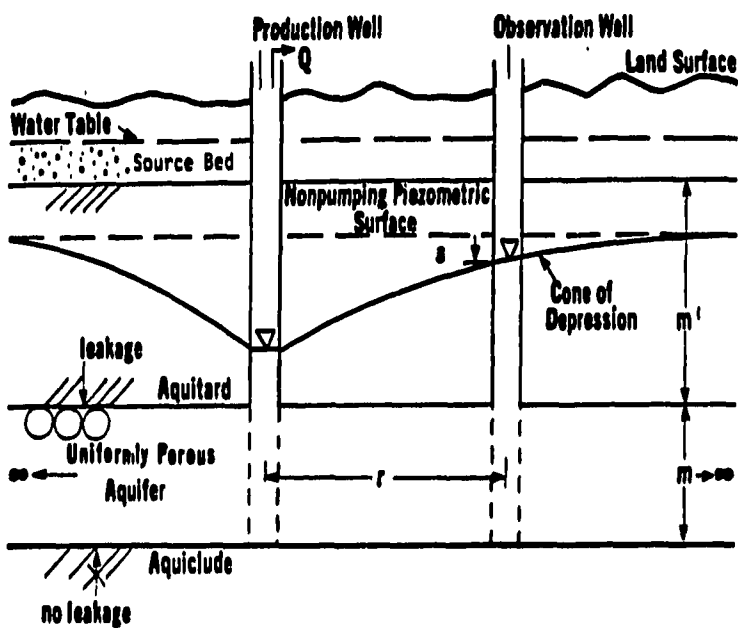 Production Well
Observation Well
Q
Land Surface
Water Table
Source Bed
Nonpumping Piezometric
Surface
s
Cone of
Depression
m'
leakage
Aquitard
Uniformly Porous
Aquifer
∞
r
m
∞
Aquiclude
no leakage